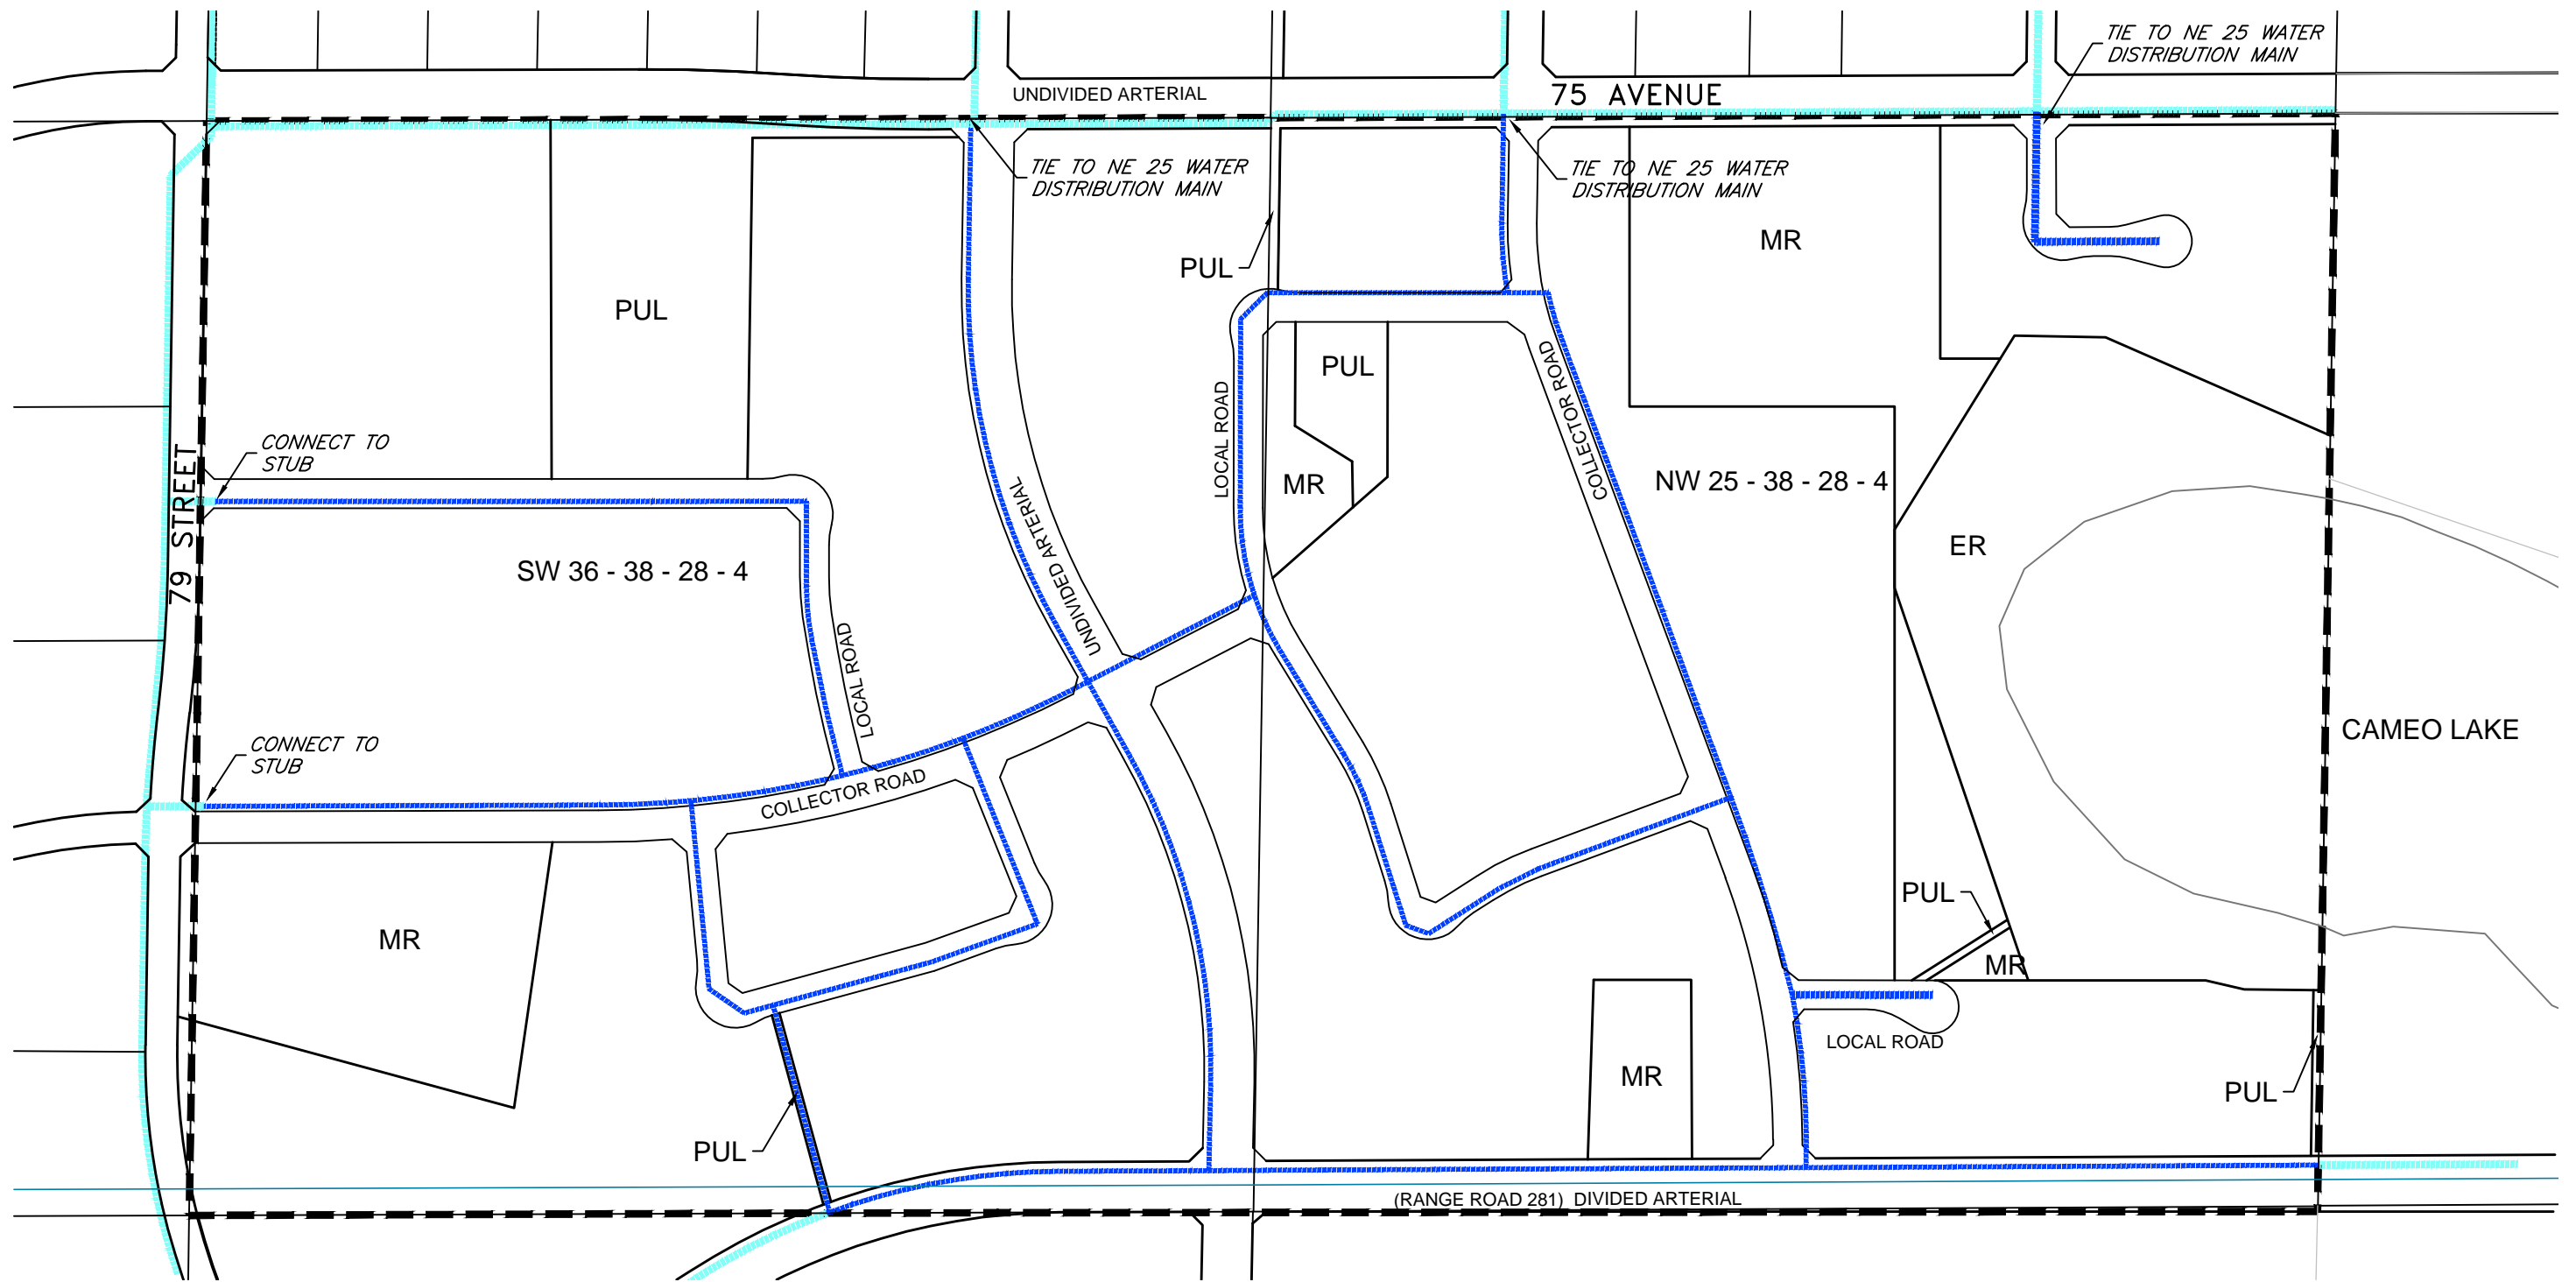 TIE TO NE 25 WATER
DISTRIBUTION MAIN
UNDIVIDED ARTERIAL
75 AVENUE
TIE TO NE 25 WATER
DISTRIBUTION MAIN
TIE TO NE 25 WATER
DISTRIBUTION MAIN
MR
PUL
PUL
PUL
COLLECTOR ROAD
LOCAL ROAD
CONNECT TO
STUB
79 STREET
MR
NW 25 - 38 - 28 - 4
UNDIVIDED ARTERIAL
ER
SW 36 - 38 - 28 - 4
LOCAL ROAD
CAMEO LAKE
CONNECT TO
STUB
COLLECTOR ROAD
PUL
MR
MR
LOCAL ROAD
MR
PUL
PUL
(RANGE ROAD 281) DIVIDED ARTERIAL